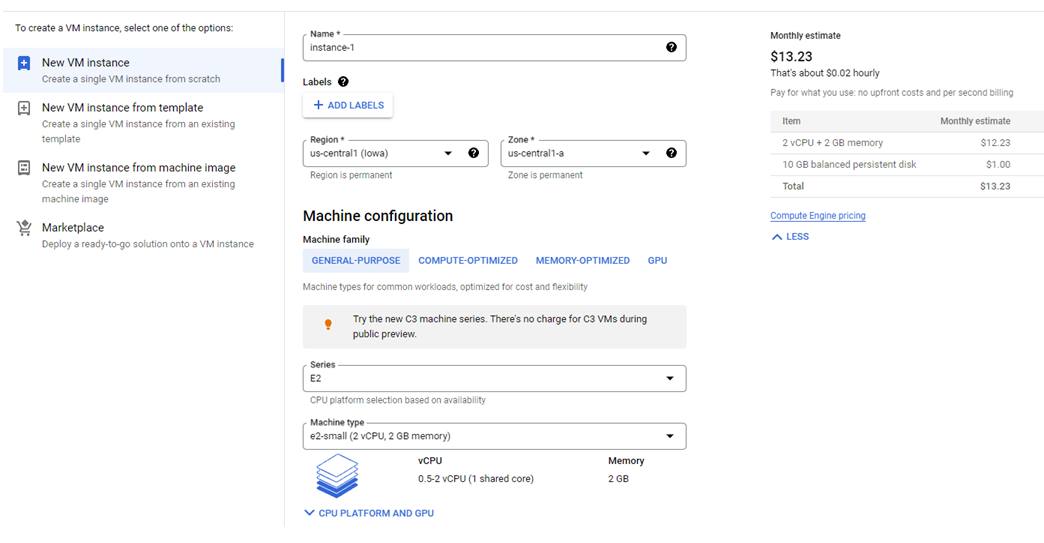 To create a VM instance, select one of the options:
New VM instance
Create a single VM instance from scratch
New VM instance from template
Create a single VM instance from an existing
template
New VM instance from machine image
Create a single VM instance from an existing
machine image
Marketplace
Deploy a ready-to-go solution onto a VM instance
Name *
instance-1
Labels
ADD LABELS
Region *
us-central1 (Iowa)
Region is permanent
Zone *
us-central1-a
Zone is permanent
Machine configuration
Machine family
GENERAL-PURPOSE COMPUTE-OPTIMIZED MEMORY-OPTIMIZED GPU
Machine types for common workloads, optimized for cost and flexibility
Try the new C3 machine series. There's no charge for C3 VMs during
public preview.
Series
E2
CPU platform selection based on availability
Machine type
e2-small (2 vCPU, 2 GB memory)
vCPU Memory
0.5-2 vCPU (1 shared core) 2 GB
CPU PLATFORM AND GPU
Monthly estimate
$13.23
That's about $0.02 hourly
Pay for what you use: no upfront costs and per second billing
Item Monthly estimate
2 vCPU + 2 GB memory $12.23
10 GB balanced persistent disk $1.00
Total $13.23
Compute Engine pricing
LESS